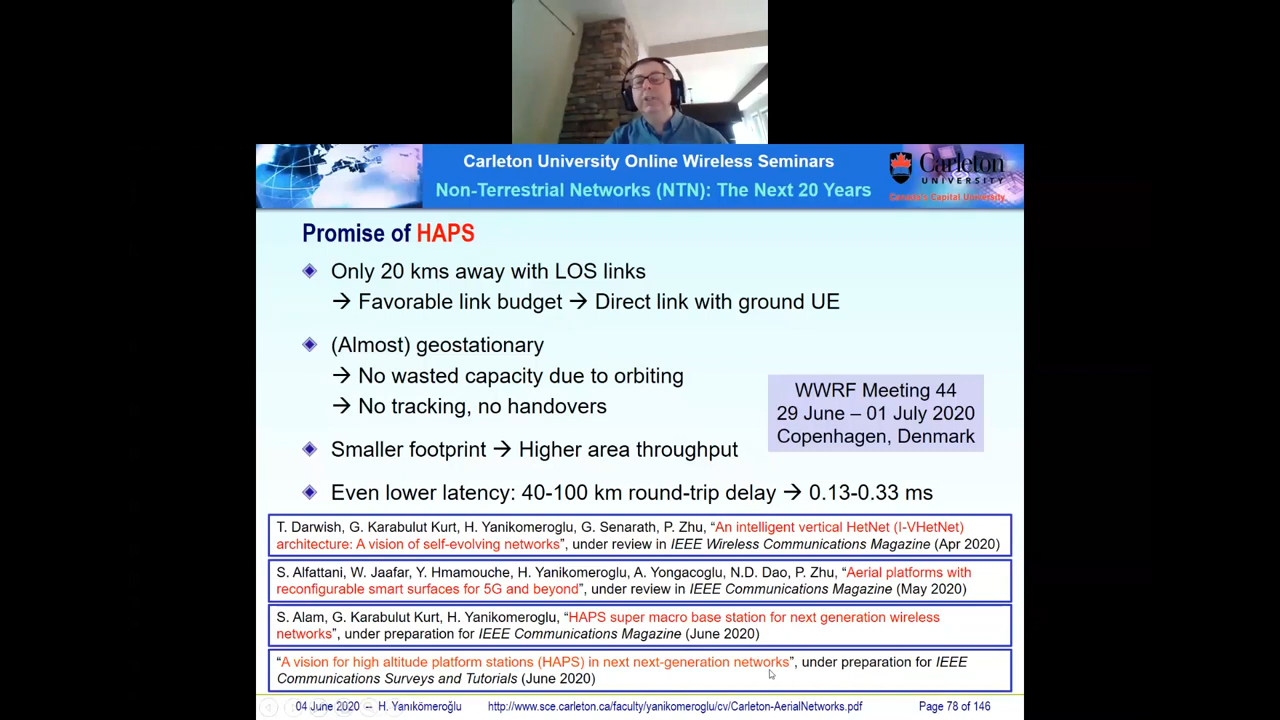 Carleton University Online Wireless Seminars
Non-Terrestrial Networks (NTN): The Next 20 Years
Carleton
UNIVERSITY
Canada's Capital University
Promise of HAPS
Only 20 kms away with LOS links
→ Favorable link budget → Direct link with ground UE
(Almost) geostationary
→ No wasted capacity due to orbiting
→ No tracking, no handovers
WWRF Meeting 44
29 June – 01 July 2020
Copenhagen, Denmark
Smaller footprint → Higher area throughput
Even lower latency: 40-100 km round-trip delay → 0.13-0.33 ms
T. Darwish, G. Karabulut Kurt, H. Yanikomeroglu, G. Senarath, P. Zhu, “An intelligent vertical HetNet (I-VHetNet)
architecture: A vision of self-evolving networks”, under review in IEEE Wireless Communications Magazine (Apr 2020)
S. Alfattani, W. Jaafar, Y. Hmamouche, H. Yanikomeroglu, A. Yongacoglu, N.D. Dao, P. Zhu, “Aerial platforms with
reconfigurable smart surfaces for 5G and beyond”, under review in IEEE Communications Magazine (May 2020)
S. Alam, G. Karabulut Kurt, H. Yanikomeroglu, “HAPS super macro base station for next generation wireless
networks”, under preparation for IEEE Communications Magazine (June 2020)
“A vision for high altitude platform stations (HAPS) in next next-generation networks”, under preparation for IEEE
Communications Surveys and Tutorials (June 2020)
04 June 2020 -- H. Yanıkömeroğlu http://www.sce.carleton.ca/faculty/yanikomeroglu/cv/Carleton-AerialNetworks.pdf Page 78 of 146